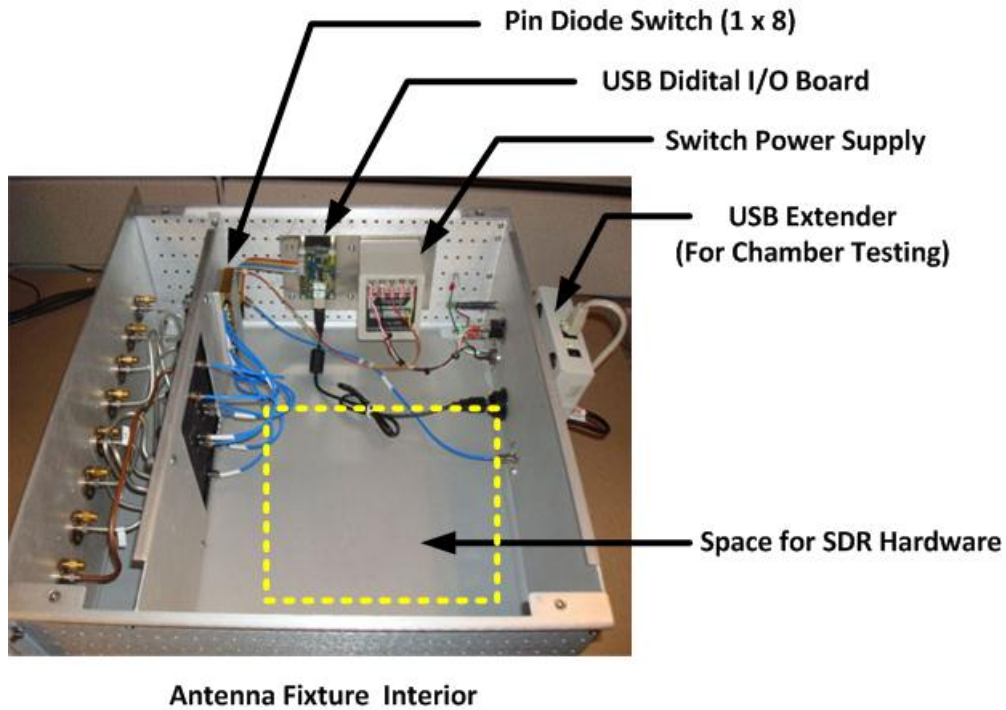 Pin Diode Switch (1 x 8)
USB Didital I/O Board
Switch Power Supply
USB Extender
(For Chamber Testing)
Space for SDR Hardware
Antenna Fixture Interior